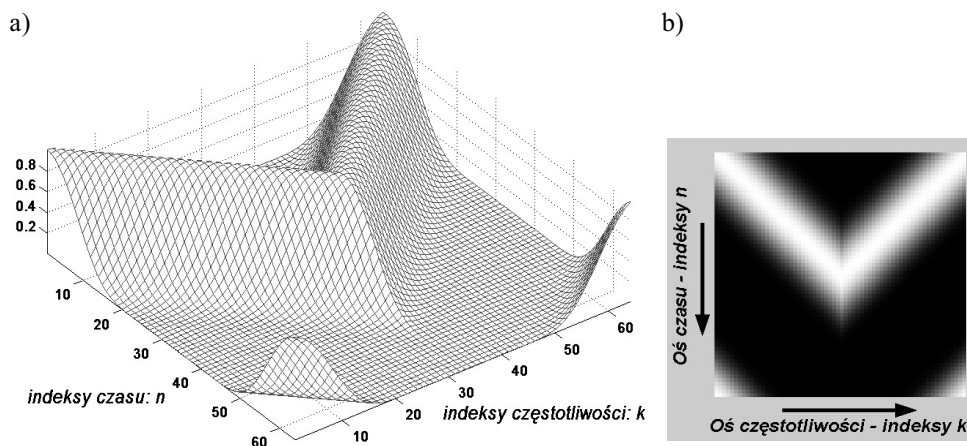 a)
b)
0.8
0.6
0.4
0.2
10
20
30
40
50
60
10
20
30
40
50
60
indeksy czasu: n
indeksy częstotliwości: k
Oś czasu - indeksy n
Oś częstotliwości - indeksy k